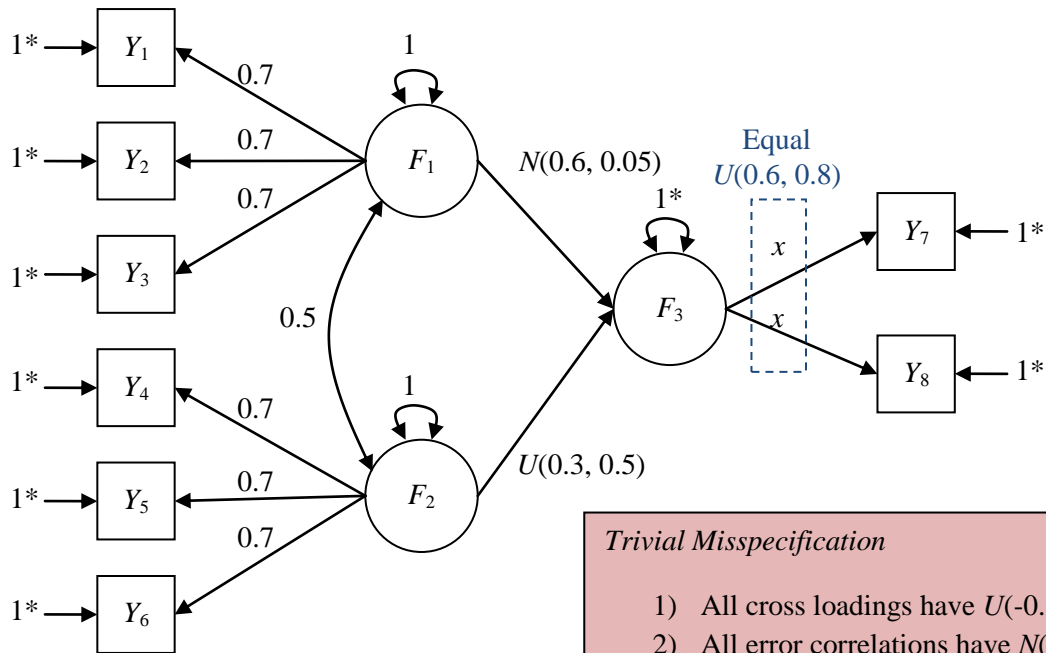 1*
Y1
0.7
1*
Y2
0.7
1*
Y3
0.7
1
F1
0.5
1*
Y4
0.7
1*
Y5
0.7
1*
Y6
0.7
1
F2
N(0.6, 0.05)
U(0.3, 0.5)
1*
F3
Equal
U(0.6, 0.8)
x
x
Y7
1*
Y8
1*
Trivial Misspecification
1) All cross loadings have U(-0.
2) All error correlations have N(